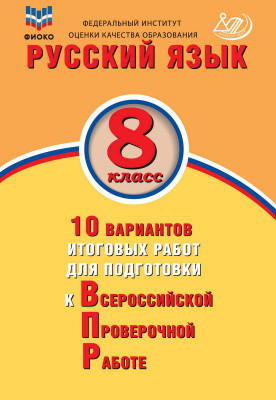 ФИОКО
ФЕДЕРАЛЬНЫЙ ИНСТИТУТ
ОЦЕНКИ КАЧЕСТВА ОБРАЗОВАНИЯ
РУССКИЙ ЯЗЫК
8
класс
10 ВАРИАНТОВ
ИТОГОВЫХ РАБОТ
ДЛЯ ПОДГОТОВКИ
К ВСЕРОССИЙСКОЙ
ПРОВЕРОЧНОЙ
РАБОТЕ